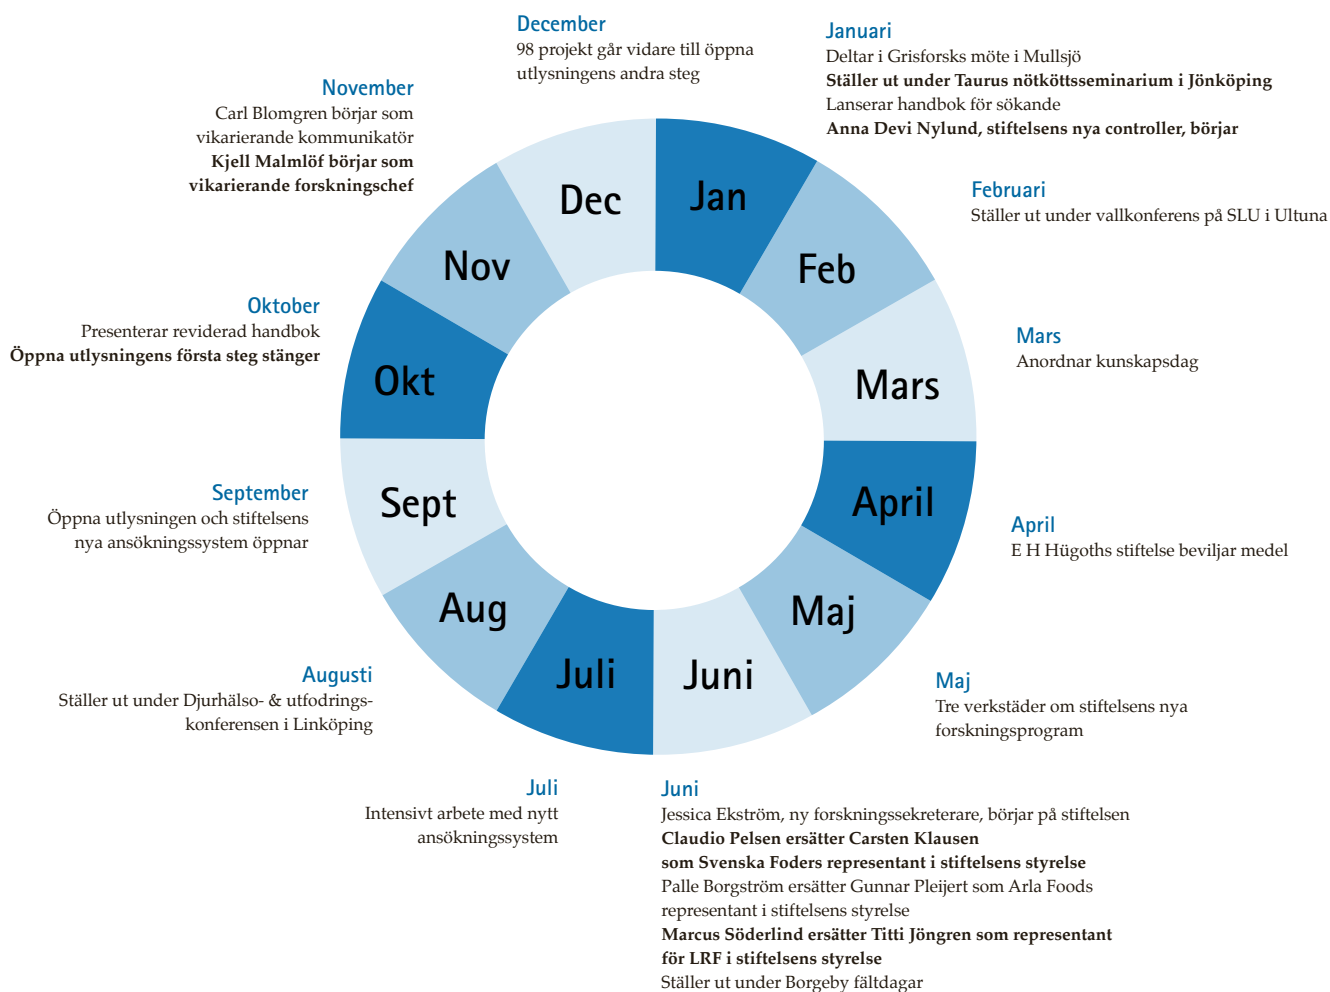 Januari
Deltar i Grisforsks möte i Mullsjö
Ställer ut under Taurus nötköttsseminarium i Jönköping
Lanserar handbok för sökande
Anna Devi Nylund, stiftelsens nya controller, börjar
Februari
Ställer ut under vallkonferens på SLU i Ultuna
Mars
Anordnar kunskapsdag
April
E H Hügoths stiftelse beviljar medel
Maj
Tre verkstäder om stiftelsens nya
forskningsprogram
Juni
Jessica Ekström, ny forskningssekreterare, börjar på stiftelsen
Claudio Pelsen ersätter Carsten Klausen
som Svenska Foders representant i stiftelsens styrelse
Palle Borgström ersätter Gunnar Pleijert som Arla Foods
representant i stiftelsens styrelse
Marcus Söderlind ersätter Titti Jöngren som representant
för LRF i stiftelsens styrelse
Ställer ut under Borgeby fältdagar
Juli
Intensivt arbete med nytt
ansökningssystem
Augusti
Ställer ut under Djurhälso- & utfodrings-
konferensen i Linköping
September
Öppna utlysningen och stiftelsens
nya ansökningssystem öppnar
Oktober
Presenterar reviderad handbok
Öppna utlysningens första steg stänger
November
Carl Blomgren börjar som
vikarierande kommunikatör
Kjell Malmlöf börjar som
vikarierande forskningschef
December
98 projekt går vidare till öppna
utlysningens andra steg
Jan
Feb
Mars
April
Maj
Juni
Juli
Aug
Sept
Okt
Nov
Dec